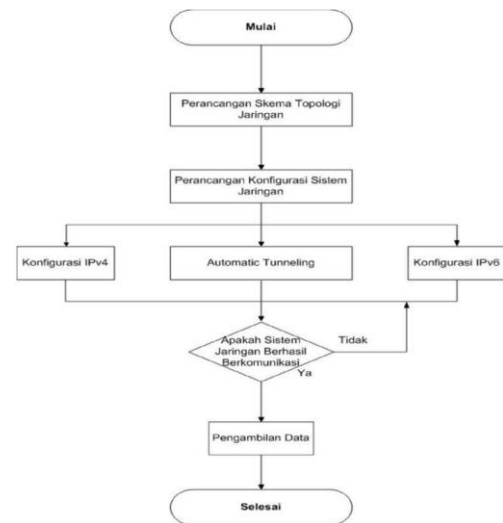 Mulai
Perancangan Skema Topologi
Jaringan
Perancangan Konfigurasi Sistem
Jaringan
Konfigurasi IPv4
Automatic Tunneling
Konfigurasi IPv6
Apakah Sistem
Jaringan Berhasil
Berkomunikasi
Tidak
Ya
Pengambilan Data
Selesai